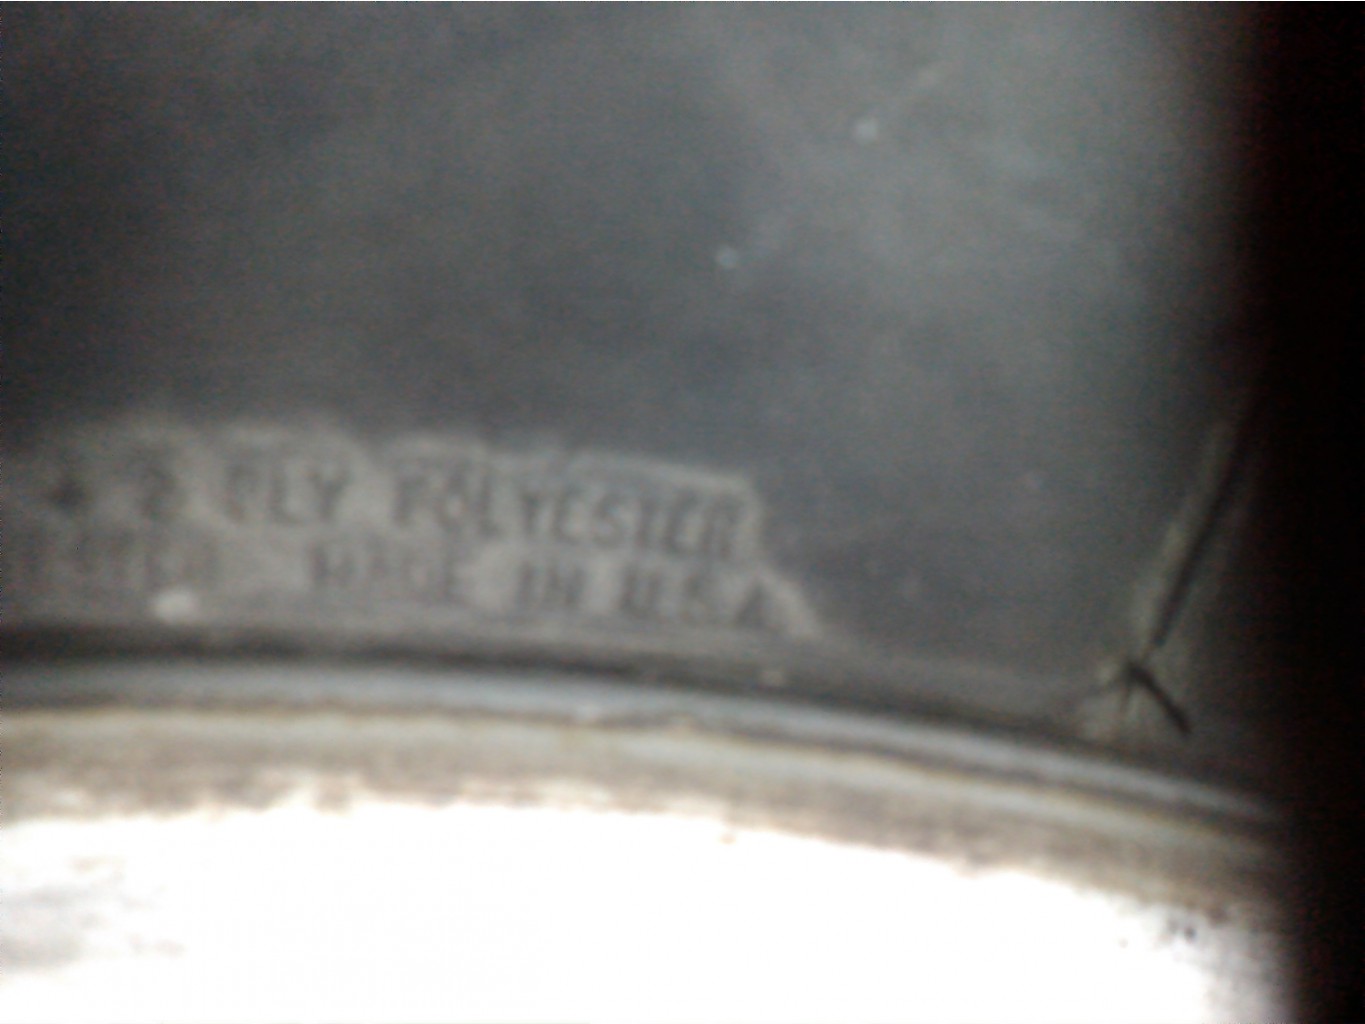 + 2 PLY POLYESTER
MADE IN U.S.A